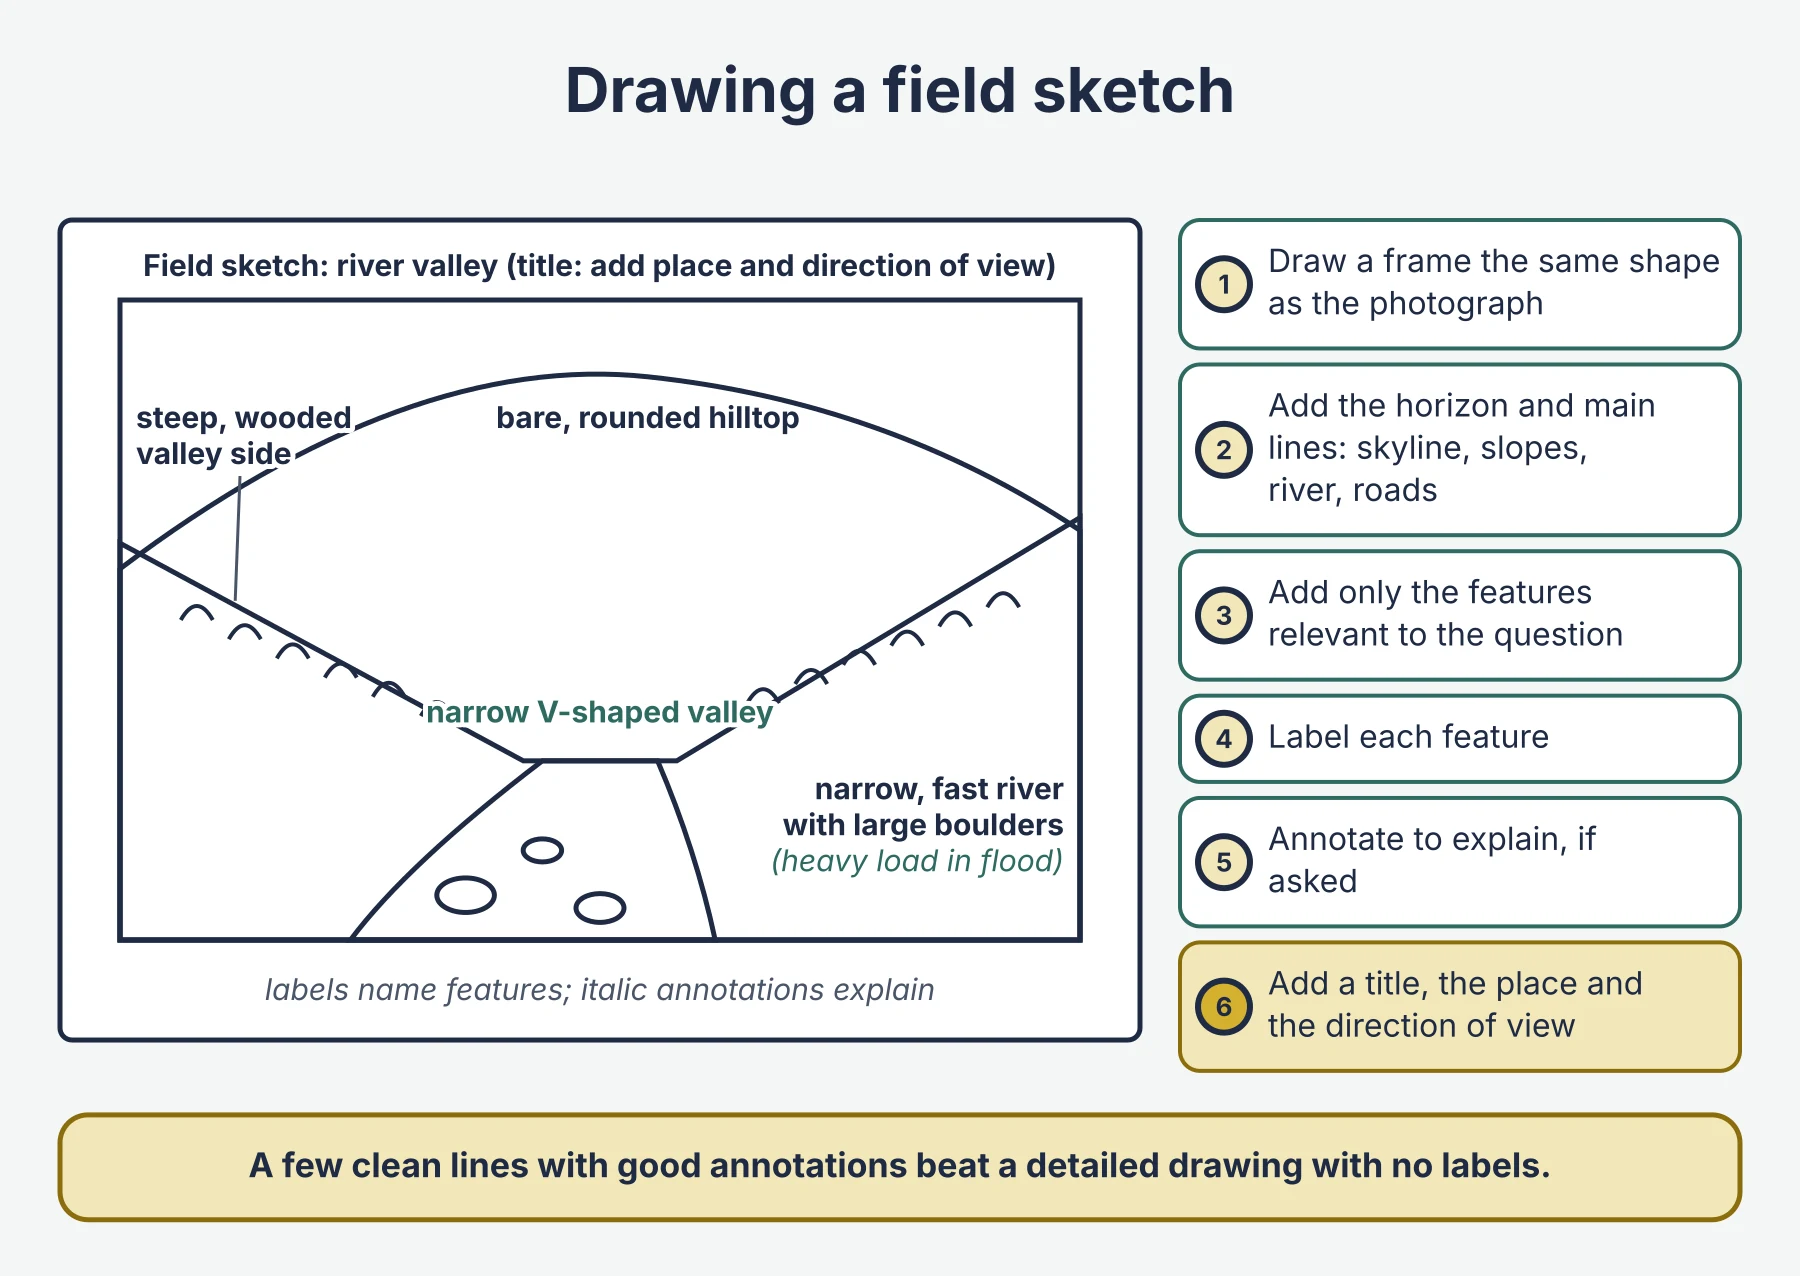 Drawing a field sketch
Field sketch: river valley (title: add place and direction of view)
steep, wooded
valley side
bare, rounded hilltop
narrow V-shaped valley
narrow, fast river
with large boulders
(heavy load in flood)
labels name features; italic annotations explain
1
Draw a frame the same shape
as the photograph
2
Add the horizon and main
lines: skyline, slopes,
river, roads
3
Add only the features
relevant to the question
4
Label each feature
5
Annotate to explain, if
asked
6
Add a title, the place and
the direction of view
A few clean lines with good annotations beat a detailed drawing with no labels.